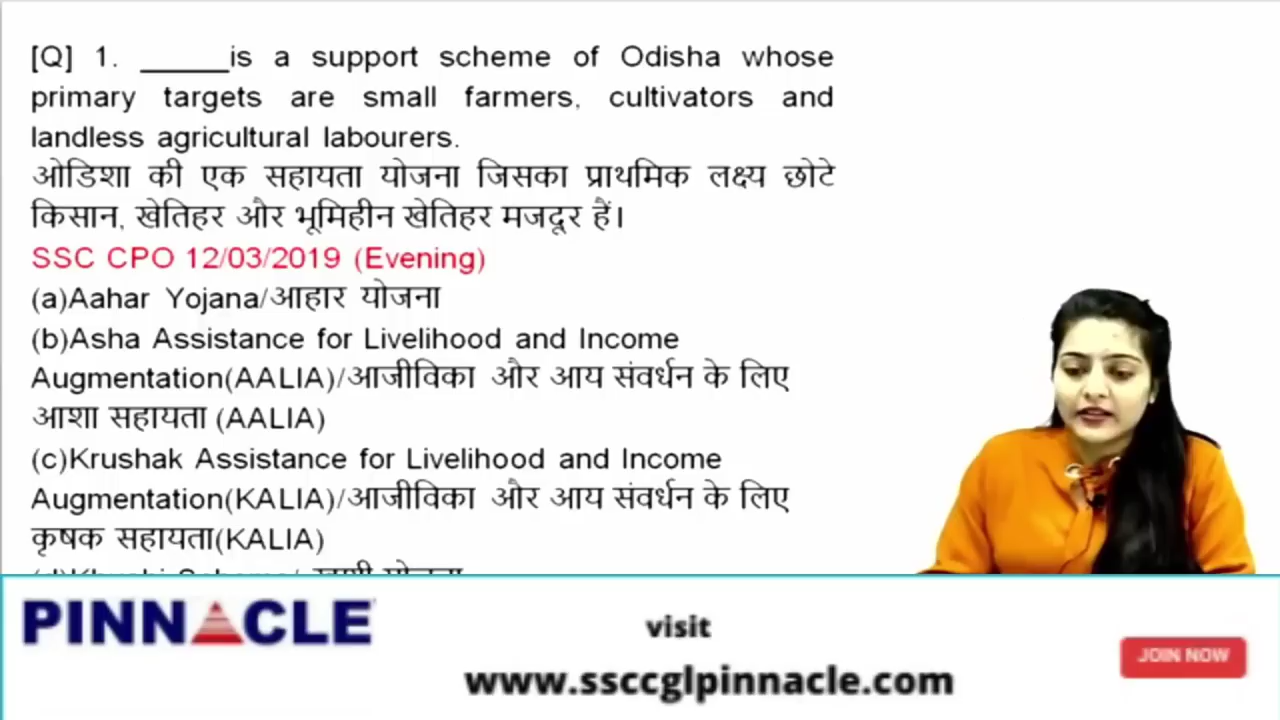 [Q] 1. _____is a support scheme of Odisha whose
primary targets are small farmers, cultivators and
landless agricultural labourers.
ओडिशा की एक सहायता योजना जिसका प्राथमिक लक्ष्य छोटे
किसान, खेतिहर और भूमिहीन खेतिहर मजदूर हैं।
SSC CPO 12/03/2019 (Evening)
(a)Aahar Yojana/आहार योजना
(b)Asha Assistance for Livelihood and Income
Augmentation(AALIA)/आजीविका और आय संवर्धन के लिए
आशा सहायता (AALIA)
(c)Krushak Assistance for Livelihood and Income
Augmentation(KALIA)/आजीविका और आय संवर्धन के लिए
कृषक सहायता(KALIA)
(d)Khushi Scheme/ खुशी योजना
PINNACLE
visit
www.ssccglpinnacle.com
JOIN NOW